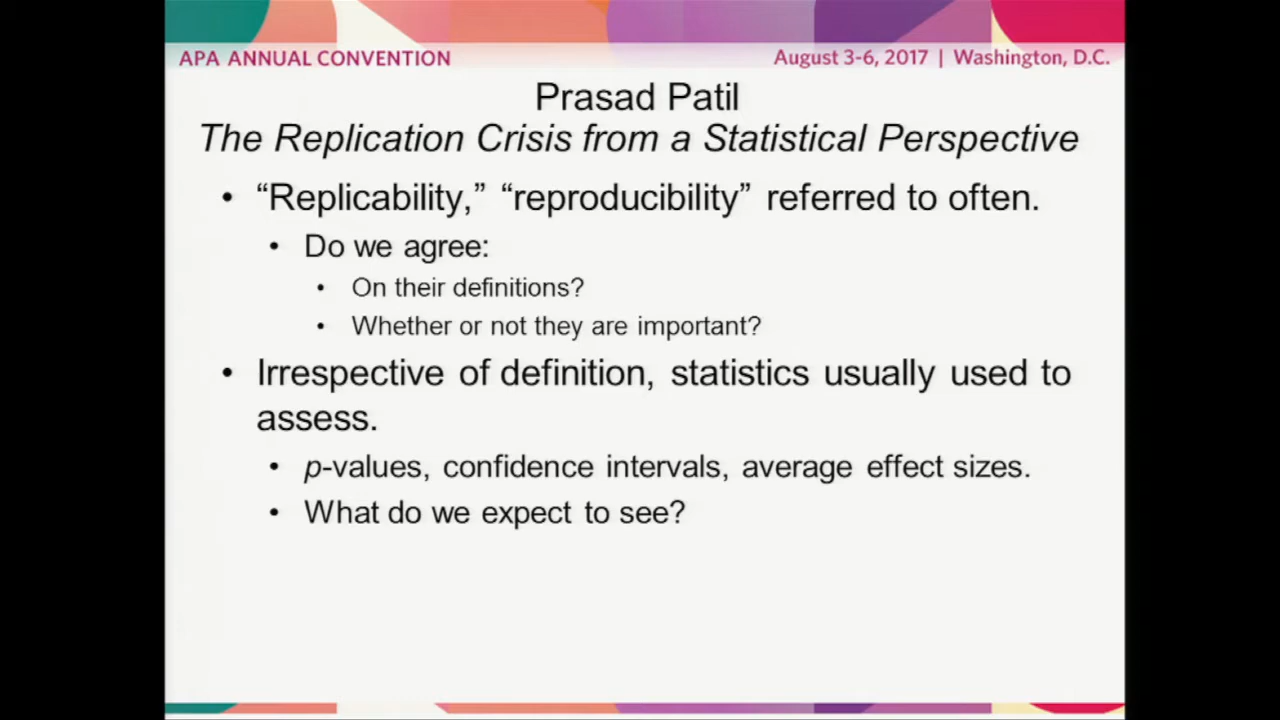 APA ANNUAL CONVENTION
August 3-6, 2017 | Washington, D.C.
Prasad Patil
The Replication Crisis from a Statistical Perspective
• “Replicability,” “reproducibility” referred to often.
• Do we agree:
• On their definitions?
• Whether or not they are important?
• Irrespective of definition, statistics usually used to
assess.
• p-values, confidence intervals, average effect sizes.
• What do we expect to see?